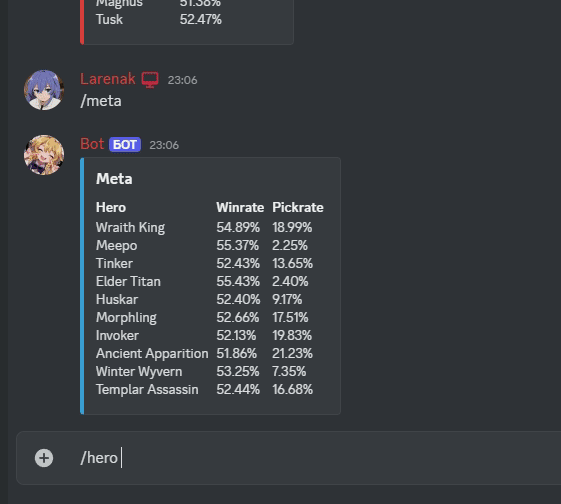 Magnus 51.38%
Tusk 52.47%
Larenak 23:06
/meta
Bot БОТ 23:06
Meta
Hero Winrate Pickrate
Wraith King 54.89% 18.99%
Meepo 55.37% 2.25%
Tinker 52.43% 13.65%
Elder Titan 55.43% 2.40%
Huskar 52.40% 9.17%
Morphling 52.66% 17.51%
Invoker 52.13% 19.83%
Ancient Apparition 51.86% 21.23%
Winter Wyvern 53.25% 7.35%
Templar Assassin 52.44% 16.68%
/hero